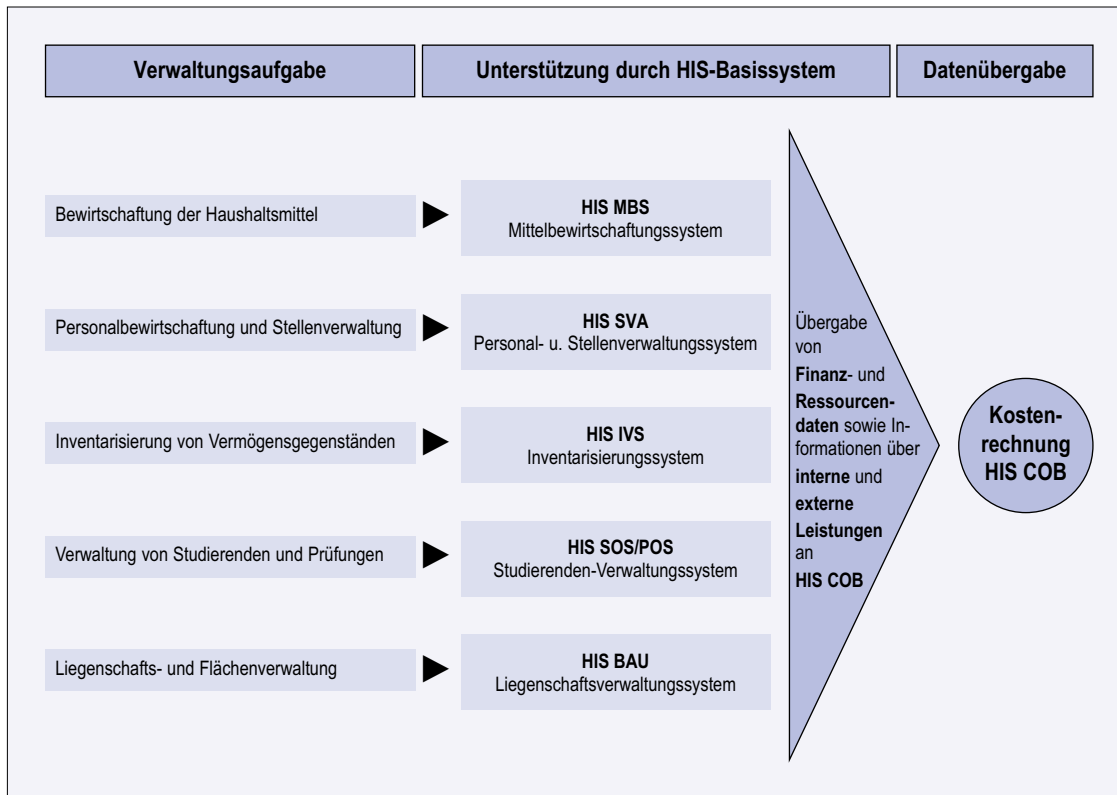 Verwaltungsaufgabe
Unterstützung durch HIS-Basissystem
Datenübergabe
Bewirtschaftung der Haushaltsmittel
HIS MBS
Mittelbewirtschaftungssystem
Personalbewirtschaftung und Stellenverwaltung
HIS SVA
Personal- u. Stellenverwaltungssystem
Inventarisierung von Vermögensgegenständen
HIS IVS
Inventarisierungssystem
Verwaltung von Studierenden und Prüfungen
HIS SOS/POS
Studierenden-Verwaltungssystem
Liegenschafts- und Flächenverwaltung
HIS BAU
Liegenschaftsverwaltungssystem
Übergabe
von
Finanz- und
Ressourcen-
daten sowie In-
formationen über
interne und
externe
Leistungen
an
HIS COB
Kosten-
rechnung
HIS COB